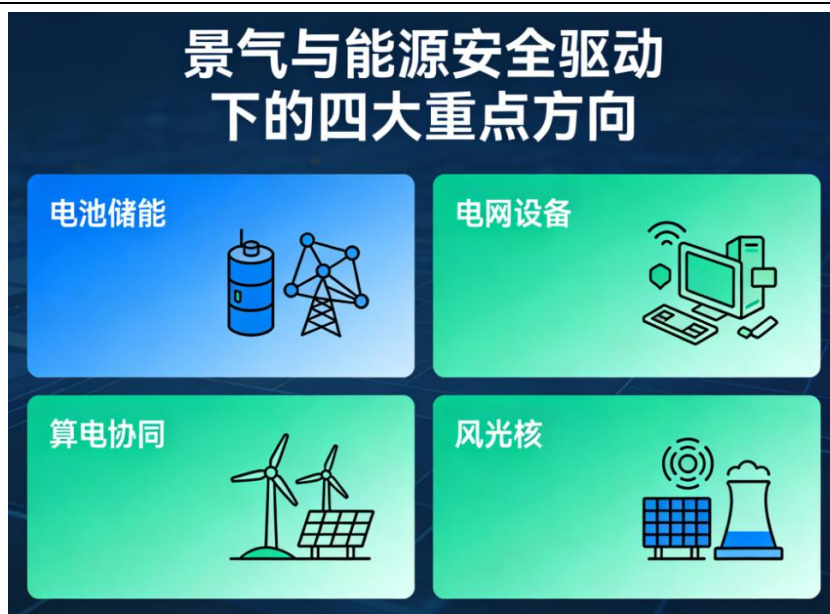 景气与能源安全驱动
下的四大重点方向
电池储能
电网设备
算电协同
风光核